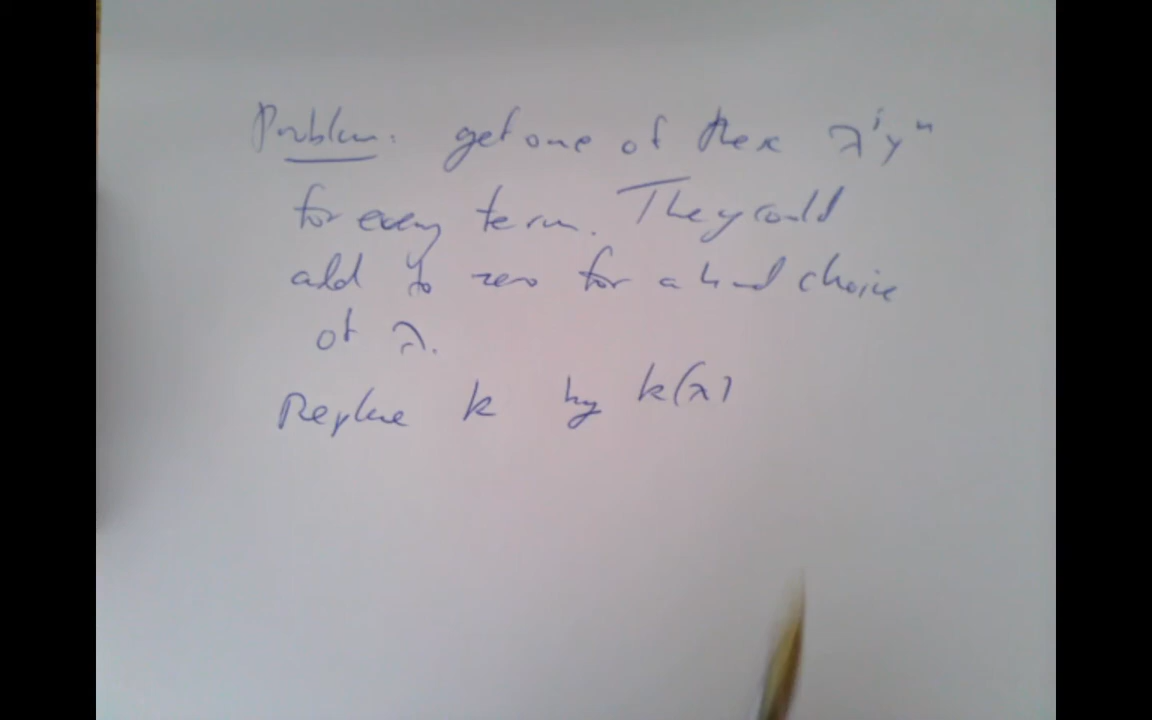 Problem: get one of these λⁱyⁿ
for every term. They could
add to zero for a bad choice
of λ.
Replace k by k(λ)